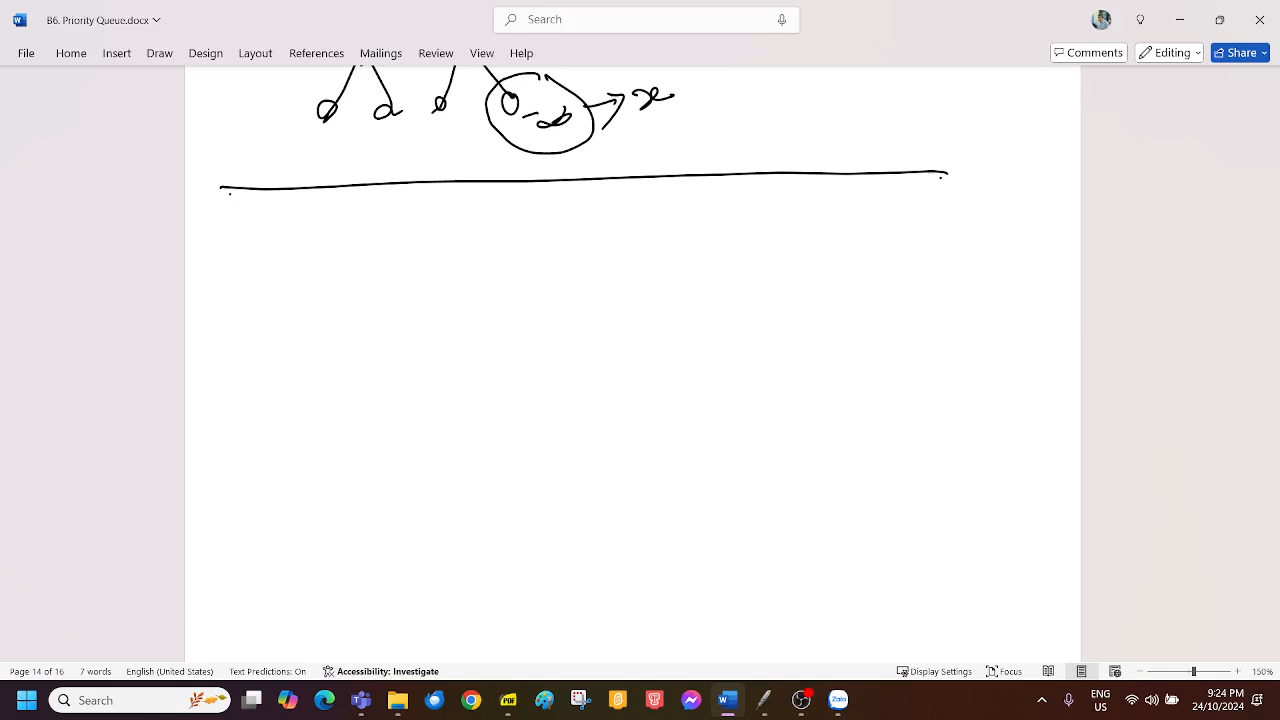 B6. Priority Queue.docx
Search
File Home Insert Draw Design Layout References Mailings Review View Help
Comments Editing Share
-∞ x
Page 14 of 16 7 words English (United States) Text Predictions: On Accessibility: Investigate Display Settings Focus 150%
Search PDF Zalo ENG US 9:24 PM 24/10/2024